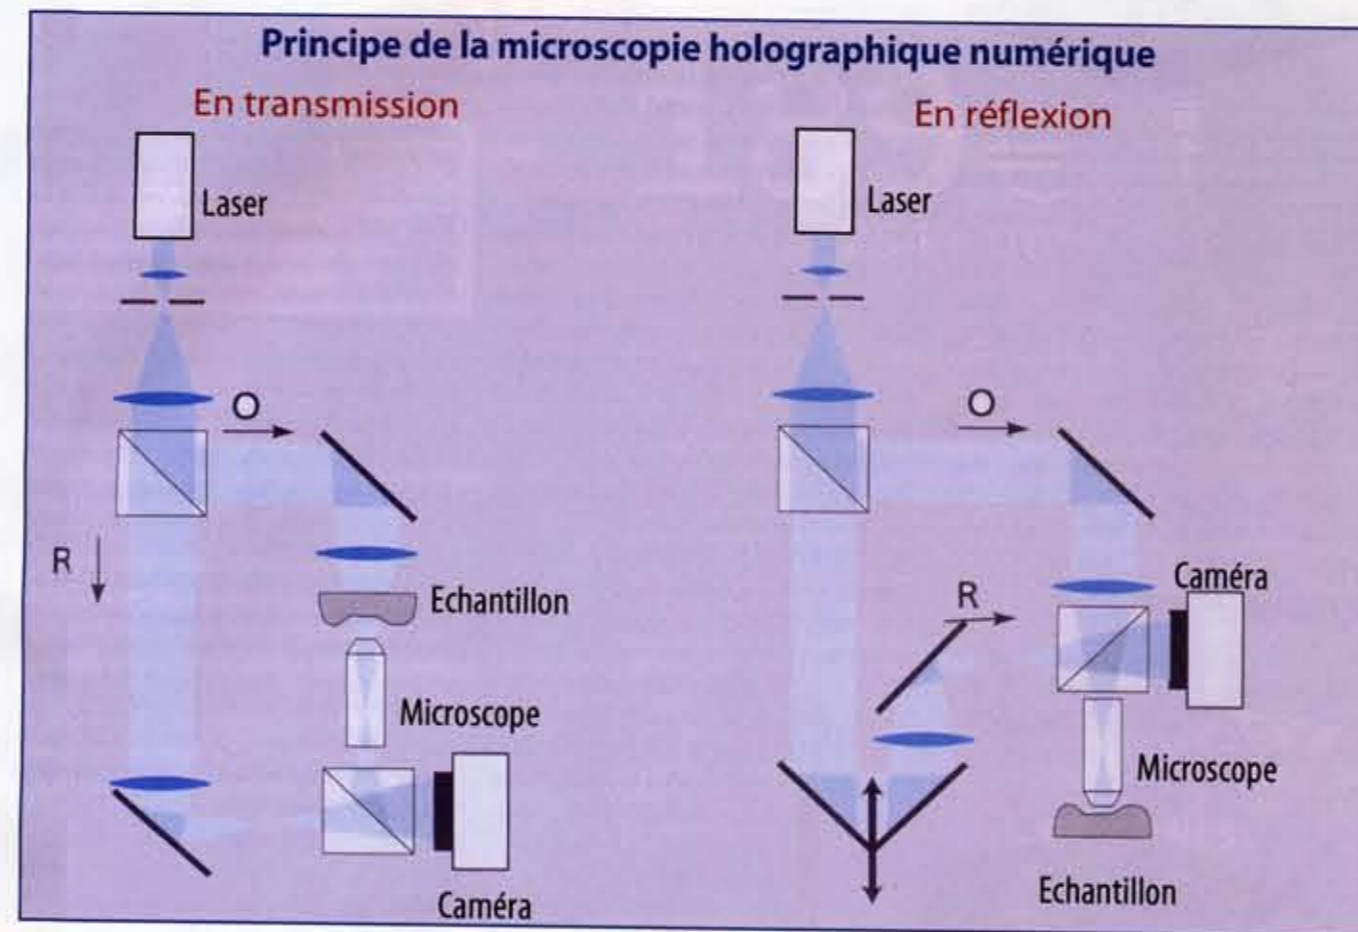 Principe de la microscopie holographique numérique
En transmission
Laser
O
R
Echantillon
Microscope
Caméra
En réflexion
Laser
O
R
Caméra
Microscope
Echantillon